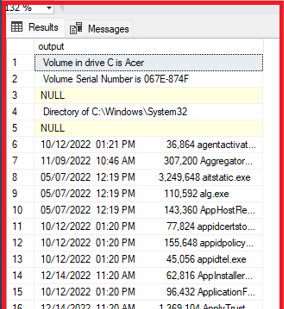 132 %
Results Messages
output
1 Volume in drive C is Acer
2 Volume Serial Number is 067E-874F
3 NULL
4 Directory of C:\Windows\System32
5 NULL
6 10/12/2022 01:21 PM 36,864 agentactivat...
7 11/09/2022 10:46 AM 307,200 Aggregator...
8 05/07/2022 12:19 PM 3,249,648 aitstatic.exe
9 05/07/2022 12:19 PM 110,592 alg.exe
10 05/07/2022 12:19 PM 143,360 AppHostRe...
11 10/12/2022 01:20 PM 77,824 appidcertsto...
12 10/12/2022 01:20 PM 155,648 appidpolicy...
13 10/12/2022 01:20 PM 45,056 appidtel.exe
14 12/14/2022 11:20 AM 62,816 AppInstaller...
15 10/12/2022 01:20 PM 96,432 ApplicationF...
16 12/14/2022 11:20 AM 1,369,104 ApplyTrust...